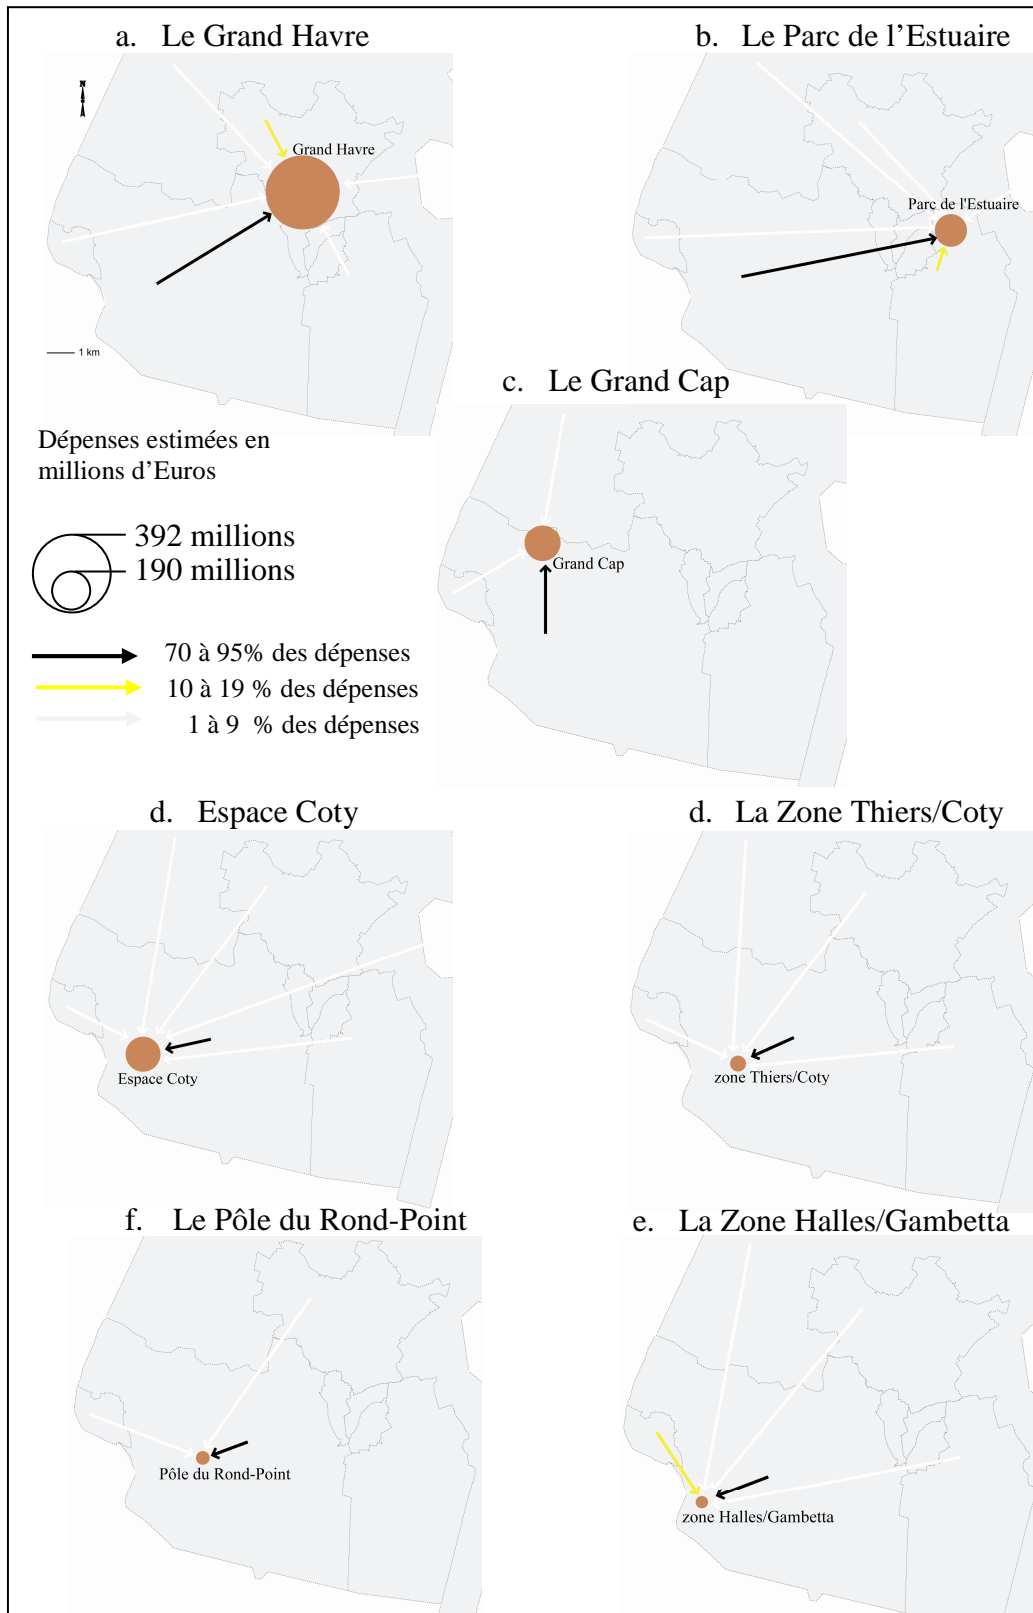 a. Le Grand Havre
b. Le Parc de l'Estuaire
N
S
Grand Havre
Parc de l'Estuaire
1 km
c. Le Grand Cap
Dépenses estimées en
millions d'Euros
392 millions
190 millions
Grand Cap
70 à 95% des dépenses
10 à 19 % des dépenses
1 à 9 % des dépenses
d. Espace Coty
d. La Zone Thiers/Coty
Espace Coty
zone Thiers/Coty
f. Le Pôle du Rond-Point
e. La Zone Halles/Gambetta
Pôle du Rond-Point
zone Halles/Gambetta